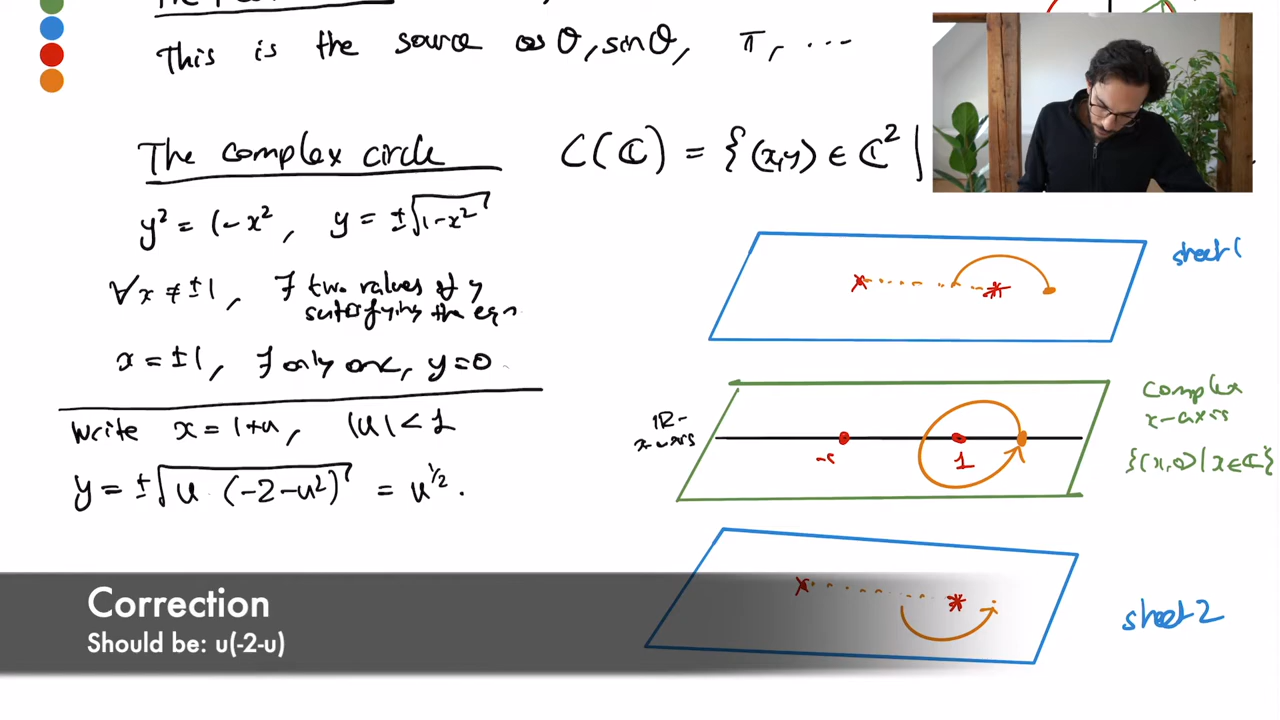 This is the source cos θ, sin θ, π, ...
The complex circle
C(ℂ) = {(x,y) ∈ ℂ² |
y² = 1-x², y = ±√(1-x²)
∀x ≠ ±1, ∃ two values of y
satisfying the eqn
x = ±1, ∃ only one, y=0
Write x = 1+u, |u| < 1
y = ±√(u · (-2-u²)) = u^{1/2} ·
sheet 1
ℝ-
x-axis
-1
1
complex
x-axis
{(x,0) | x∈ℂ}
sheet 2
Correction
Should be: u(-2-u)